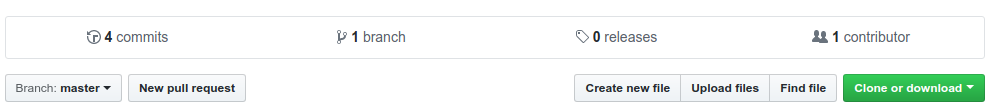 4 commits 1 branch 0 releases 1 contributor
Branch: master New pull request Create new file Upload files Find file Clone or download